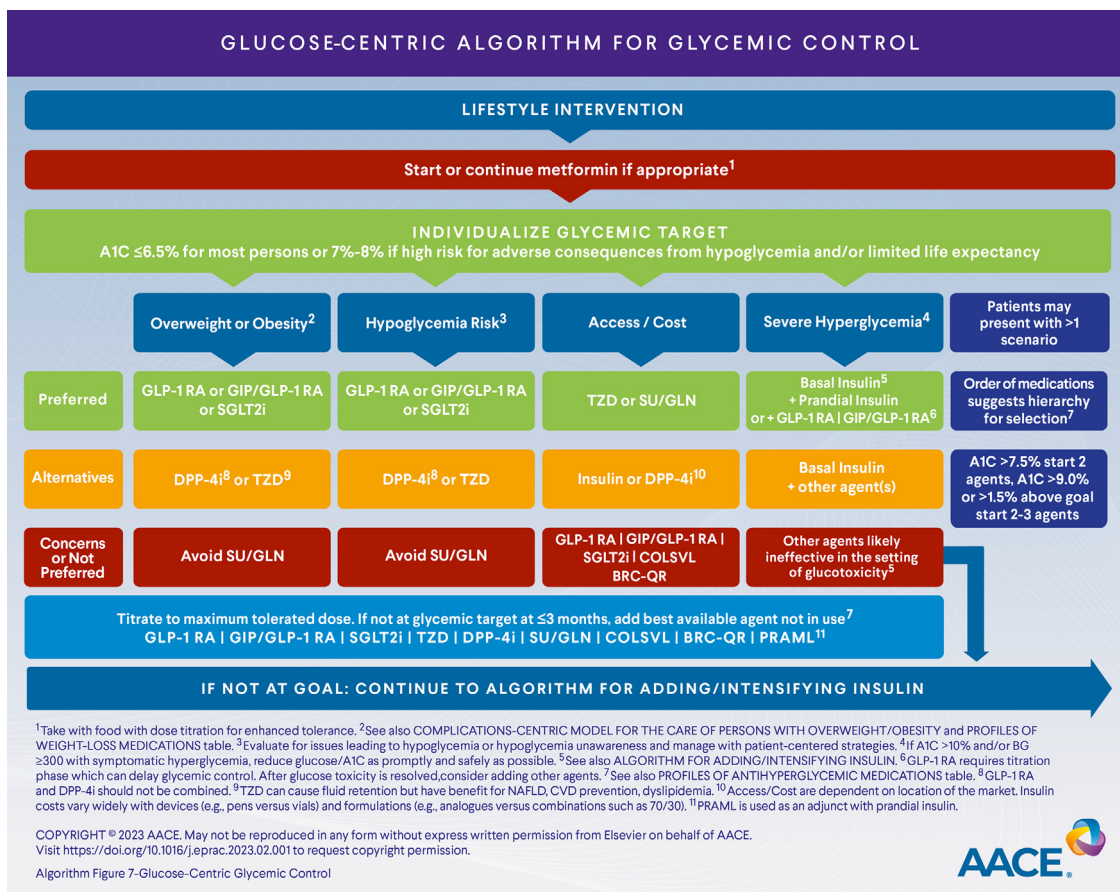 GLUCOSE-CENTRIC ALGORITHM FOR GLYCEMIC CONTROL
LIFESTYLE INTERVENTION
Start or continue metformin if appropriate1
INDIVIDUALIZE GLYCEMIC TARGET
A1C ≤6.5% for most persons or 7%-8% if high risk for adverse consequences from hypoglycemia and/or limited life expectancy
Overweight or Obesity2
Hypoglycemia Risk3
Access / Cost
Severe Hyperglycemia4
Patients may
present with >1
scenario
Preferred
GLP-1 RA or GIP/GLP-1 RA
or SGLT2i
GLP-1 RA or GIP/GLP-1 RA
or SGLT2i
TZD or SU/GLN
Basal Insulin5
+ Prandial Insulin
or + GLP-1 RA | GIP/GLP-1 RA6
Order of medications
suggests hierarchy
for selection7
Alternatives
DPP-4i8 or TZD9
DPP-4i8 or TZD
Insulin or DPP-4i10
Basal Insulin
+ other agent(s)
A1C >7.5% start 2
agents, A1C >9.0%
or >1.5% above goal
start 2-3 agents
Concerns
or Not
Preferred
Avoid SU/GLN
Avoid SU/GLN
GLP-1 RA | GIP/GLP-1 RA |
SGLT2i | COLSVL
BRC-QR
Other agents likely
ineffective in the setting
of glucotoxicity5
Titrate to maximum tolerated dose. If not at glycemic target at ≤3 months, add best available agent not in use7
GLP-1 RA | GIP/GLP-1 RA | SGLT2i | TZD | DPP-4i | SU/GLN | COLSVL | BRC-QR | PRAML11
IF NOT AT GOAL: CONTINUE TO ALGORITHM FOR ADDING/INTENSIFYING INSULIN
1Take with food with dose titration for enhanced tolerance. 2See also COMPLICATIONS-CENTRIC MODEL FOR THE CARE OF PERSONS WITH OVERWEIGHT/OBESITY and PROFILES OF
WEIGHT-LOSS MEDICATIONS table. 3Evaluate for issues leading to hypoglycemia or hypoglycemia unawareness and manage with patient-centered strategies. 4If A1C >10% and/or BG
≥300 with symptomatic hyperglycemia, reduce glucose/A1C as promptly and safely as possible. 5See also ALGORITHM FOR ADDING/INTENSIFYING INSULIN. 6GLP-1 RA requires titration
phase which can delay glycemic control. After glucose toxicity is resolved,consider adding other agents. 7See also PROFILES OF ANTIHYPERGLYCEMIC MEDICATIONS table. 8GLP-1 RA
and DPP-4i should not be combined. 9TZD can cause fluid retention but have benefit for NAFLD, CVD prevention, dyslipidemia. 10Access/Cost are dependent on location of the market. Insulin
costs vary widely with devices (e.g., pens versus vials) and formulations (e.g., analogues versus combinations such as 70/30). 11PRAML is used as an adjunct with prandial insulin.
COPYRIGHT © 2023 AACE. May not be reproduced in any form without express written permission from Elsevier on behalf of AACE.
Visit https://doi.org/10.1016/j.eprac.2023.02.001 to request copyright permission.
Algorithm Figure 7-Glucose-Centric Glycemic Control
AACE®